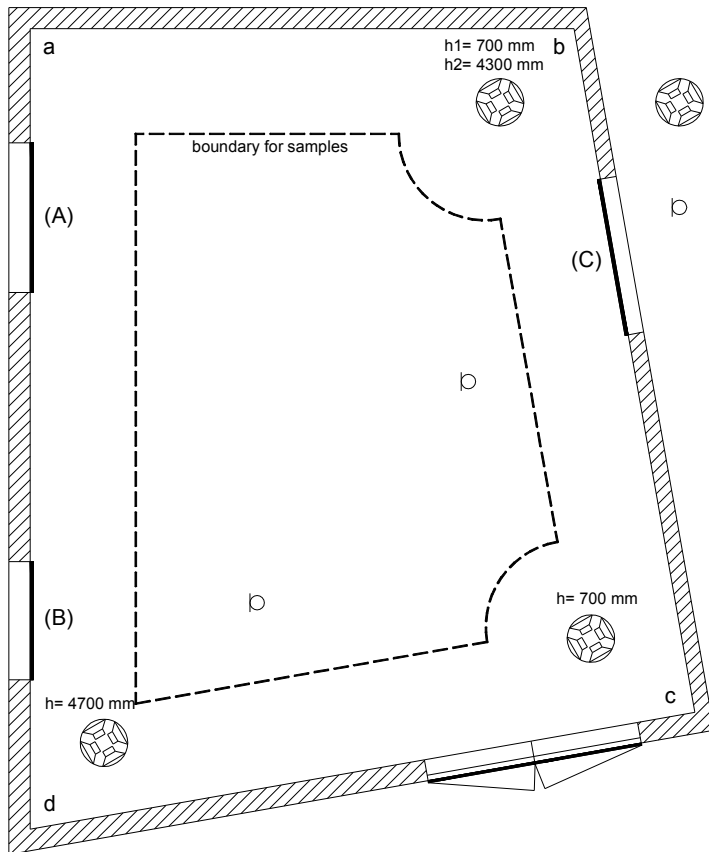 a
h1= 700 mm
h2= 4300 mm
b
boundary for samples
(A)
(C)
(B)
h= 700 mm
h= 4700 mm
c
d